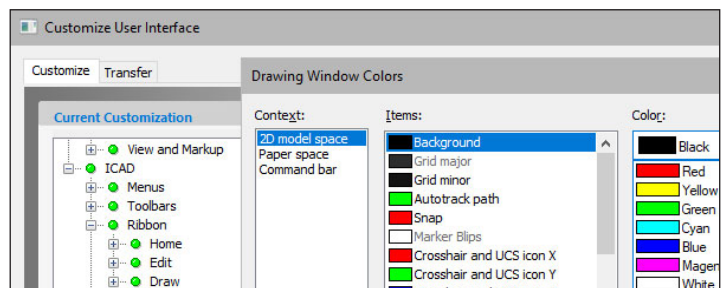 Customize User Interface
Customize Transfer
Drawing Window Colors
Current Customization
View and Markup
ICAD
Menus
Toolbars
Ribbon
Home
Edit
Draw
Context:
2D model space
Paper space
Command bar
Items:
Background
Grid major
Grid minor
Autotrack path
Snap
Marker Blips
Crosshair and UCS icon X
Crosshair and UCS icon Y
Color:
Black
Red
Yellow
Green
Cyan
Blue
Magen
White